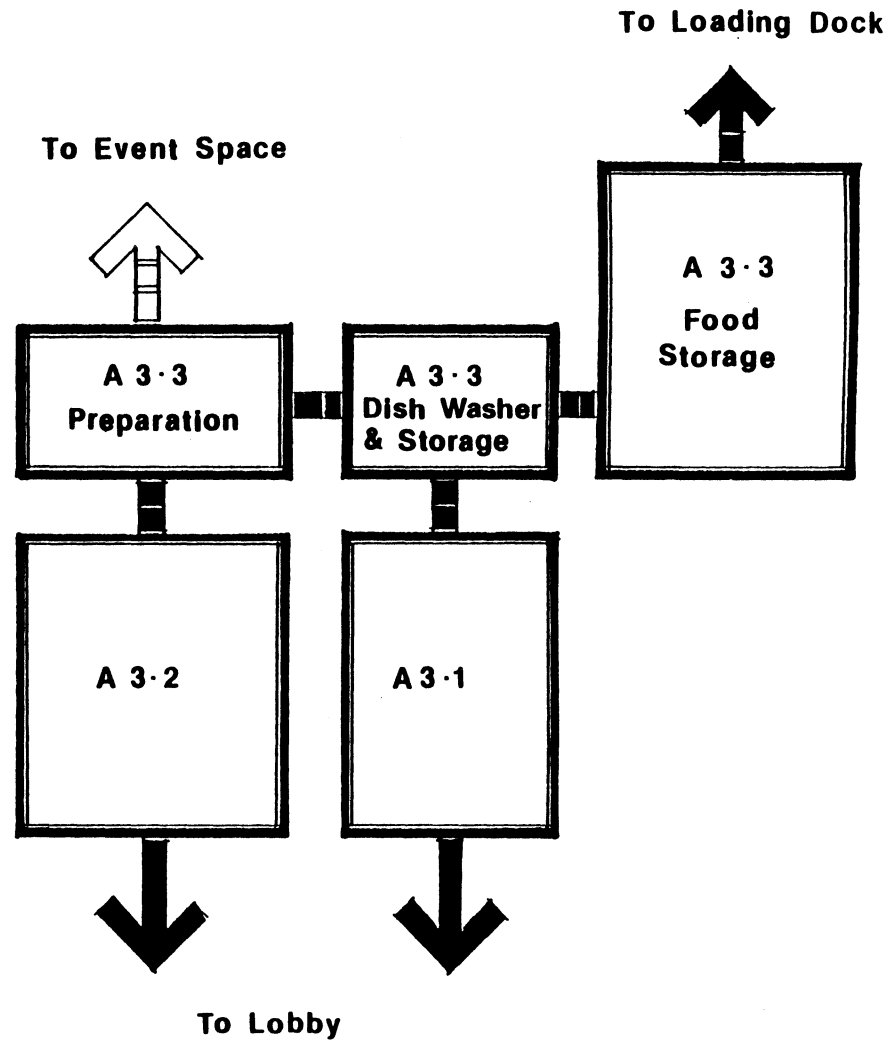 To Loading Dock
To Event Space
A 3·3
Food
Storage
A 3·3
Preparation
A 3·3
Dish Washer
& Storage
A 3·2
A 3·1
To Lobby